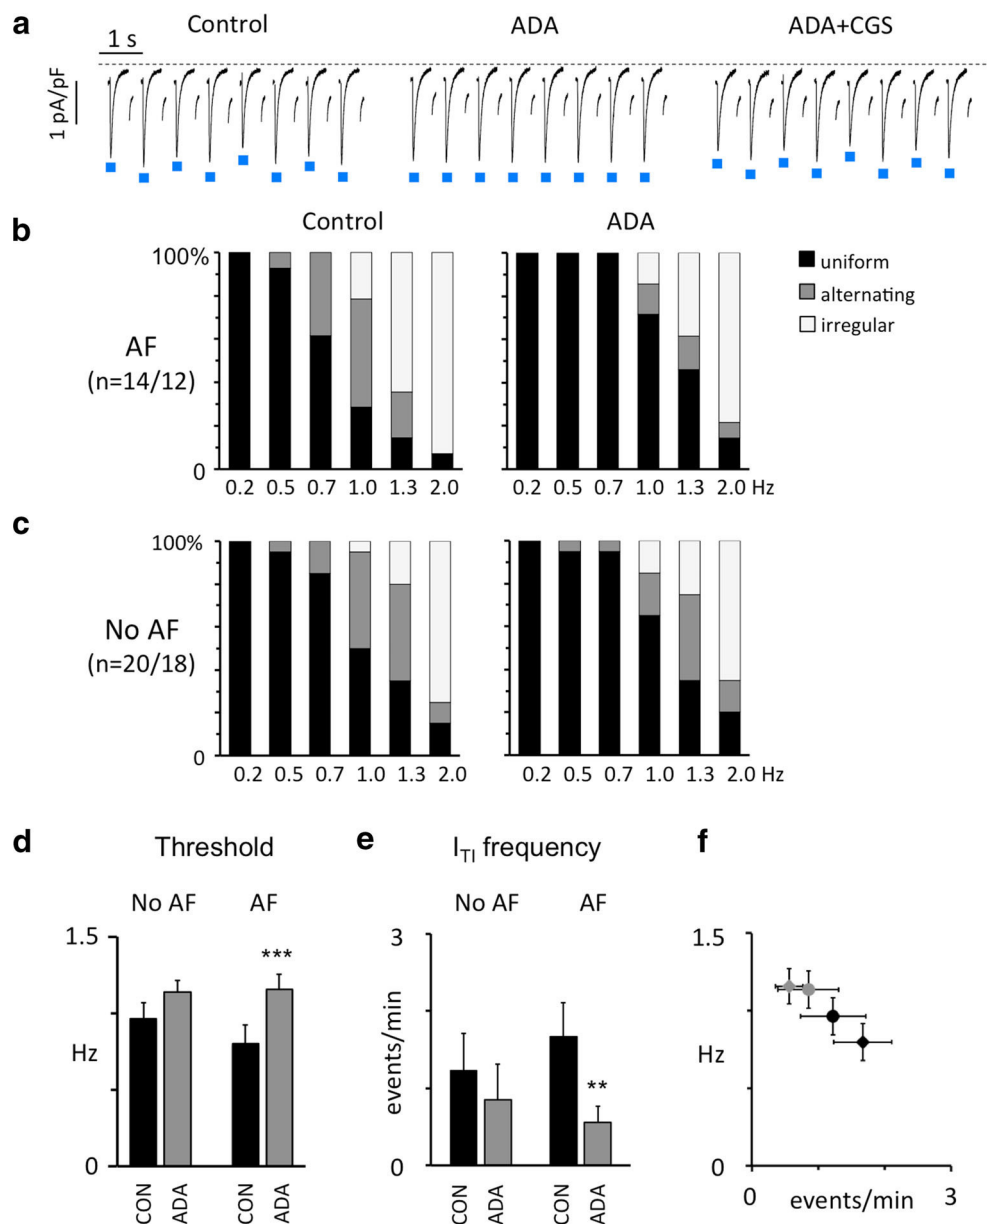 a
Control
ADA
ADA+CGS
1 s
1 pA/pF
b
Control
ADA
100%
0
AF
(n=14/12)
0.2 0.5 0.7 1.0 1.3 2.0
0.2 0.5 0.7 1.0 1.3 2.0 Hz
uniform
alternating
irregular
c
100%
0
No AF
(n=20/18)
0.2 0.5 0.7 1.0 1.3 2.0
0.2 0.5 0.7 1.0 1.3 2.0 Hz
d
Threshold
No AF AF
1.5
Hz
0
***
CON ADA CON ADA
e
I_TI frequency
No AF AF
3
events/min
0
**
CON ADA CON ADA
f
1.5
Hz
0
0 events/min 3